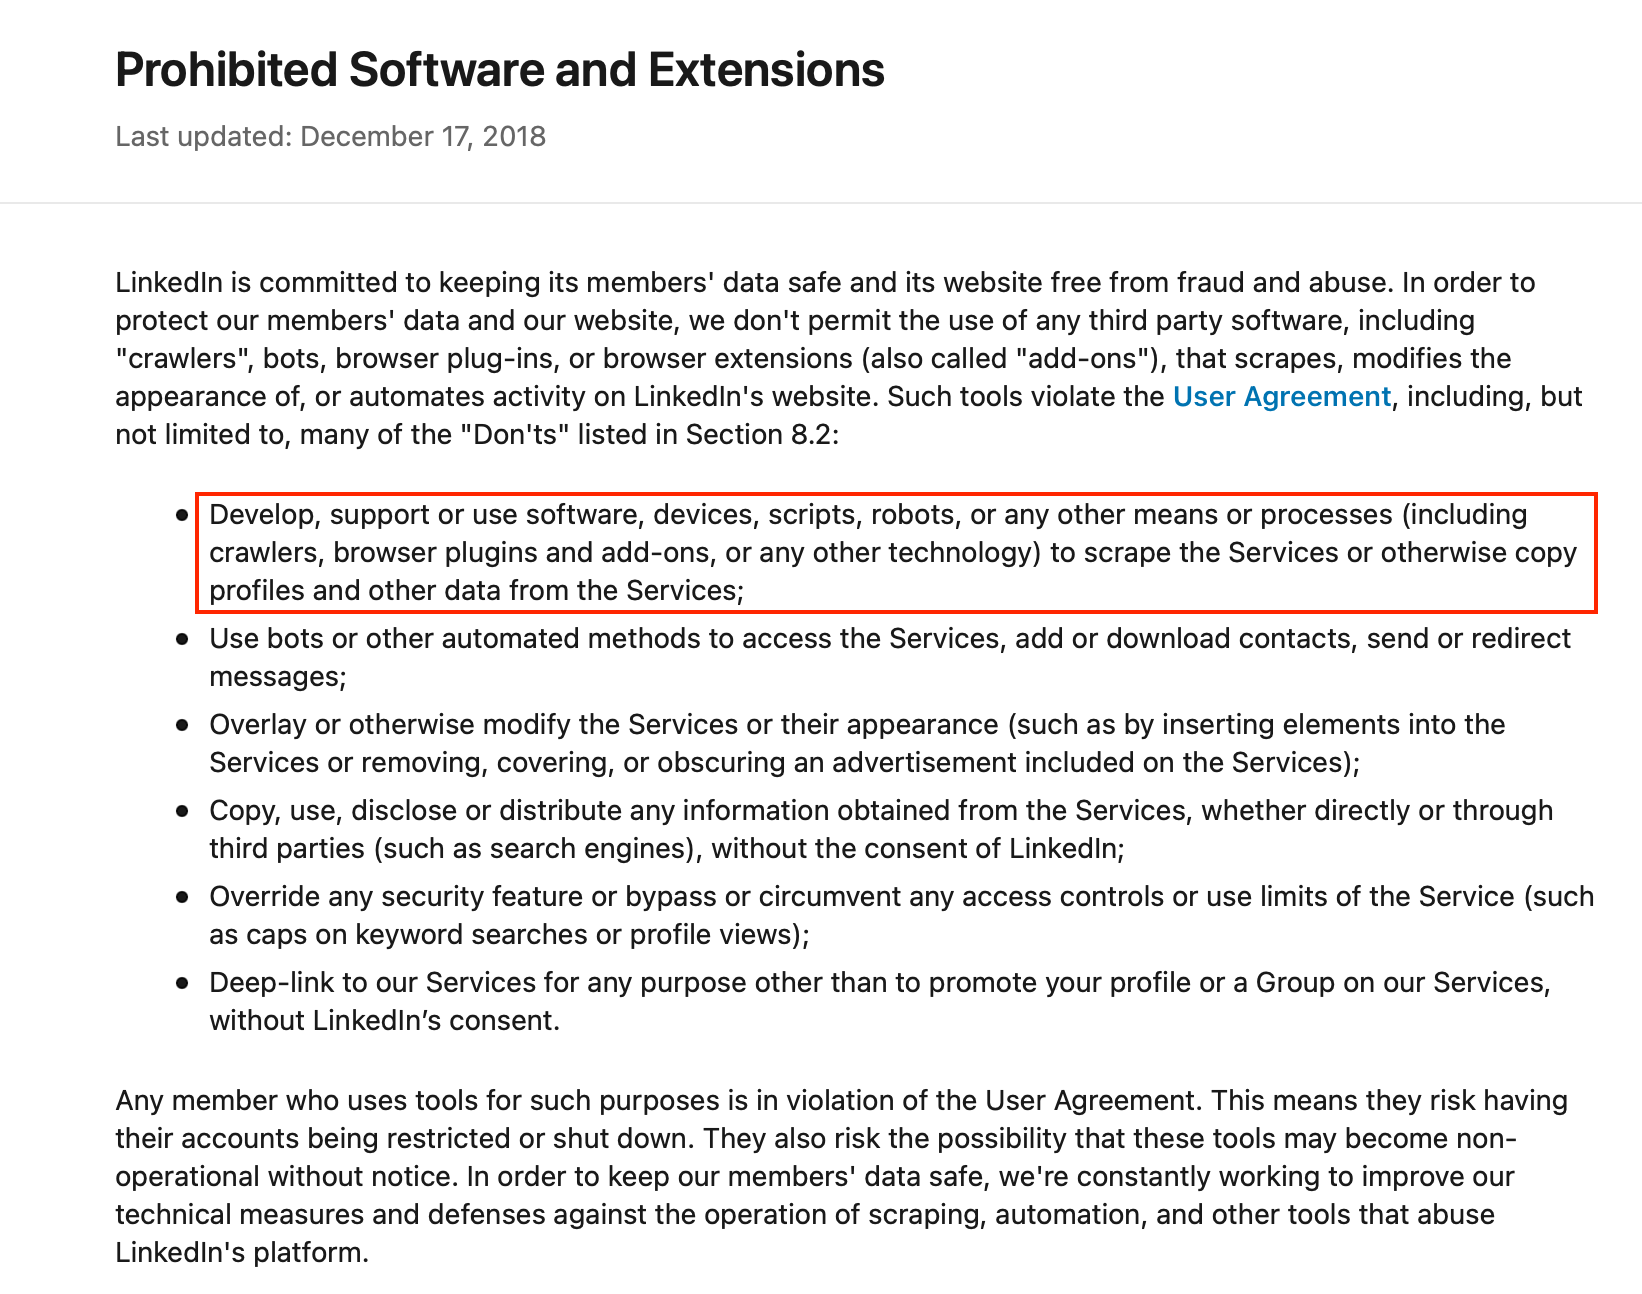 Prohibited Software and Extensions
Last updated: December 17, 2018
LinkedIn is committed to keeping its members' data safe and its website free from fraud and abuse. In order to
protect our members' data and our website, we don't permit the use of any third party software, including
"crawlers", bots, browser plug-ins, or browser extensions (also called "add-ons"), that scrapes, modifies the
appearance of, or automates activity on LinkedIn's website. Such tools violate the User Agreement, including, but
not limited to, many of the "Don'ts" listed in Section 8.2:
• Develop, support or use software, devices, scripts, robots, or any other means or processes (including
crawlers, browser plugins and add-ons, or any other technology) to scrape the Services or otherwise copy
profiles and other data from the Services;
• Use bots or other automated methods to access the Services, add or download contacts, send or redirect
messages;
• Overlay or otherwise modify the Services or their appearance (such as by inserting elements into the
Services or removing, covering, or obscuring an advertisement included on the Services);
• Copy, use, disclose or distribute any information obtained from the Services, whether directly or through
third parties (such as search engines), without the consent of LinkedIn;
• Override any security feature or bypass or circumvent any access controls or use limits of the Service (such
as caps on keyword searches or profile views);
• Deep-link to our Services for any purpose other than to promote your profile or a Group on our Services,
without LinkedIn’s consent.
Any member who uses tools for such purposes is in violation of the User Agreement. This means they risk having
their accounts being restricted or shut down. They also risk the possibility that these tools may become non-
operational without notice. In order to keep our members' data safe, we're constantly working to improve our
technical measures and defenses against the operation of scraping, automation, and other tools that abuse
LinkedIn's platform.